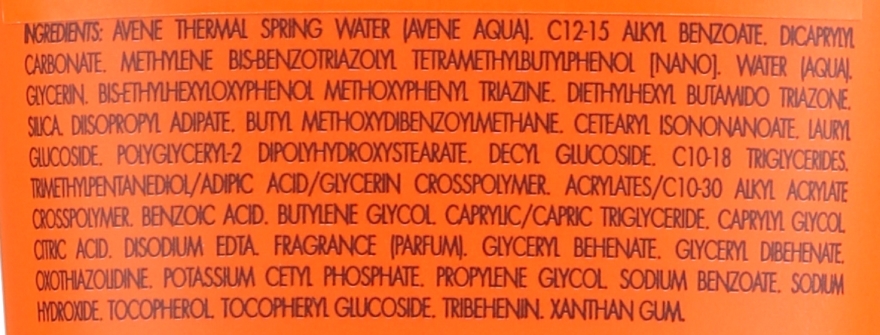 INGREDIENTS: AVENE THERMAL SPRING WATER (AVENE AQUA). C12-15 ALKYL BENZOATE. DICAPRYLYL
CARBONATE. METHYLENE BIS-BENZOTRIAZOLYL TETRAMETHYLBUTYLPHENOL [NANO]. WATER (AQUA).
GLYCERIN. BIS-ETHYLHEXYLOXYPHENOL METHOXYPHENYL TRIAZINE. DIETHYLHEXYL BUTAMIDO TRIAZONE.
SILICA. DIISOPROPYL ADIPATE. BUTYL METHOXYDIBENZOYLMETHANE. CETEARYL ISONONANOATE. LAURYL
GLUCOSIDE. POLYGLYCERYL-2 DIPOLYHYDROXYSTEARATE. DECYL GLUCOSIDE. C10-18 TRIGLYCERIDES.
TRIMETHYLPENTANEDIOL/ADIPIC ACID/GLYCERIN CROSSPOLYMER. ACRYLATES/C10-30 ALKYL ACRYLATE
CROSSPOLYMER. BENZOIC ACID. BUTYLENE GLYCOL. CAPRYLIC/CAPRIC TRIGLYCERIDE. CAPRYLYL GLYCOL.
CITRIC ACID. DISODIUM EDTA. FRAGRANCE (PARFUM). GLYCERYL BEHENATE. GLYCERYL DIBEHENATE.
OXOTHIAZOLIDINE. POTASSIUM CETYL PHOSPHATE. PROPYLENE GLYCOL. SODIUM BENZOATE. SODIUM
HYDROXIDE. TOCOPHEROL. TOCOPHERYL GLUCOSIDE. TRIBEHENIN. XANTHAN GUM.